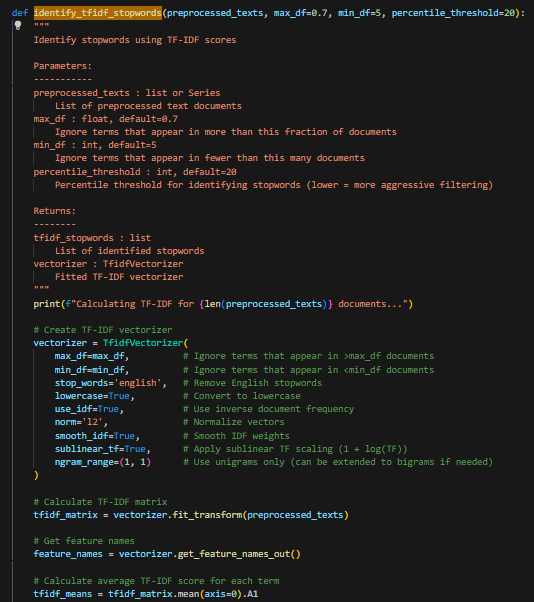 def identify_tfidf_stopwords(preprocessed_texts, max_df=0.7, min_df=5, percentile_threshold=20):
    """
    Identify stopwords using TF-IDF scores

    Parameters:
    -----------
    preprocessed_texts : list or Series
        List of preprocessed text documents
    max_df : float, default=0.7
        Ignore terms that appear in more than this fraction of documents
    min_df : int, default=5
        Ignore terms that appear in fewer than this many documents
    percentile_threshold : int, default=20
        Percentile threshold for identifying stopwords (lower = more aggressive filtering)

    Returns:
    --------
    tfidf_stopwords : list
        List of identified stopwords
    vectorizer : TfidfVectorizer
        Fitted TF-IDF vectorizer
    """
    print(f"Calculating TF-IDF for {len(preprocessed_texts)} documents...")

    # Create TF-IDF vectorizer
    vectorizer = TfidfVectorizer(
        max_df=max_df,          # Ignore terms that appear in >max_df documents
        min_df=min_df,          # Ignore terms that appear in <min_df documents
        stop_words='english',   # Remove English stopwords
        lowercase=True,         # Convert to lowercase
        use_idf=True,           # Use inverse document frequency
        norm='l2',              # Normalize vectors
        smooth_idf=True,        # Smooth IDF weights
        sublinear_tf=True,      # Apply sublinear TF scaling (1 + log(TF))
        ngram_range=(1, 1)      # Use unigrams only (can be extended to bigrams if needed)
    )

    # Calculate TF-IDF matrix
    tfidf_matrix = vectorizer.fit_transform(preprocessed_texts)

    # Get feature names
    feature_names = vectorizer.get_feature_names_out()

    # Calculate average TF-IDF score for each term
    tfidf_means = tfidf_matrix.mean(axis=0).A1